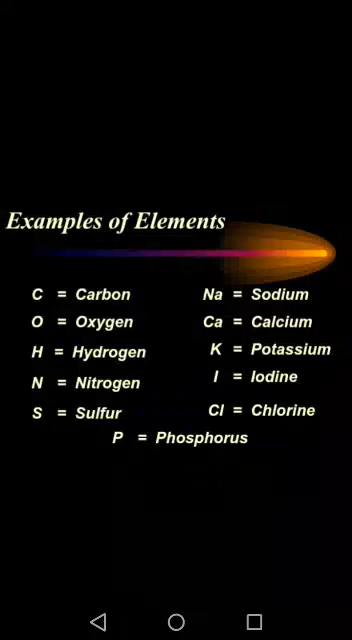 Examples of Elements
C = Carbon
O = Oxygen
H = Hydrogen
N = Nitrogen
S = Sulfur
Na = Sodium
Ca = Calcium
K = Potassium
I = Iodine
Cl = Chlorine
P = Phosphorus